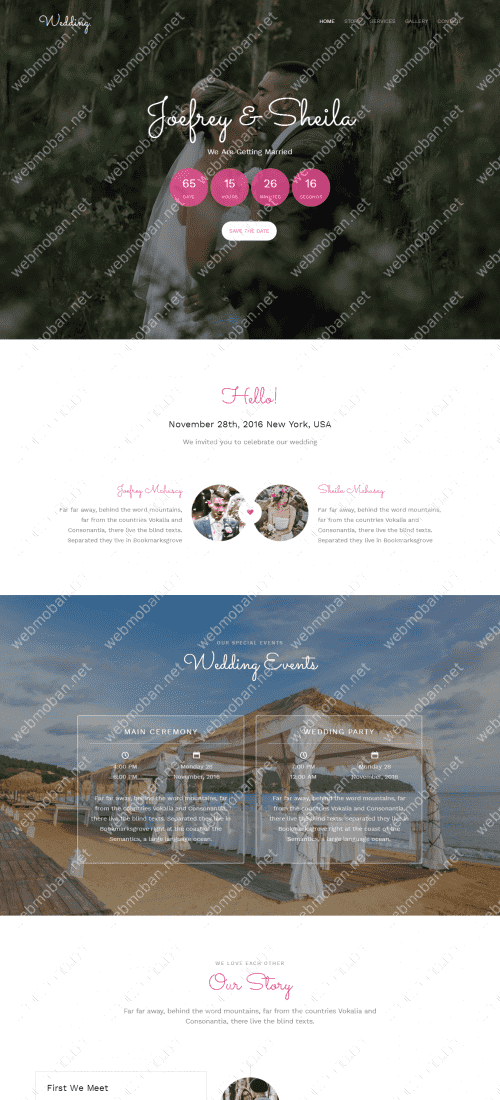 Wedding.
HOME STORY SERVICES GALLERY CONTACT
Joefrey & Sheila
We Are Getting Married
65 15 26 16
DAYS HOURS MINUTES SECONDS
SAVE THE DATE
Hello!
November 28th, 2016 New York, USA
We invited you to celebrate our wedding
Joefrey Mahusay
Far far away, behind the word mountains,
far from the countries Vokalia and
Consonantia, there live the blind texts.
Separated they live in Bookmarksgrove
Sheila Mahusay
Far far away, behind the word mountains,
far from the countries Vokalia and
Consonantia, there live the blind texts.
Separated they live in Bookmarksgrove
OUR SPECIAL EVENTS
Wedding Events
MAIN CEREMONY
4:00 PM Monday 28
6:00 PM November, 2016
Far far away, behind the word mountains, far
from the countries Vokalia and Consonantia,
there live the blind texts. Separated they live in
Bookmarksgrove right at the coast of the
Semantics, a large language ocean.
WEDDING PARTY
7:00 PM Monday 28
12:00 AM November, 2016
Far far away, behind the word mountains, far
from the countries Vokalia and Consonantia,
there live the blind texts. Separated they live in
Bookmarksgrove right at the coast of the
Semantics, a large language ocean.
WE LOVE EACH OTHER
Our Story
Far far away, behind the word mountains, far from the countries Vokalia and
Consonantia, there live the blind texts.
First We Meet
webmoban.net